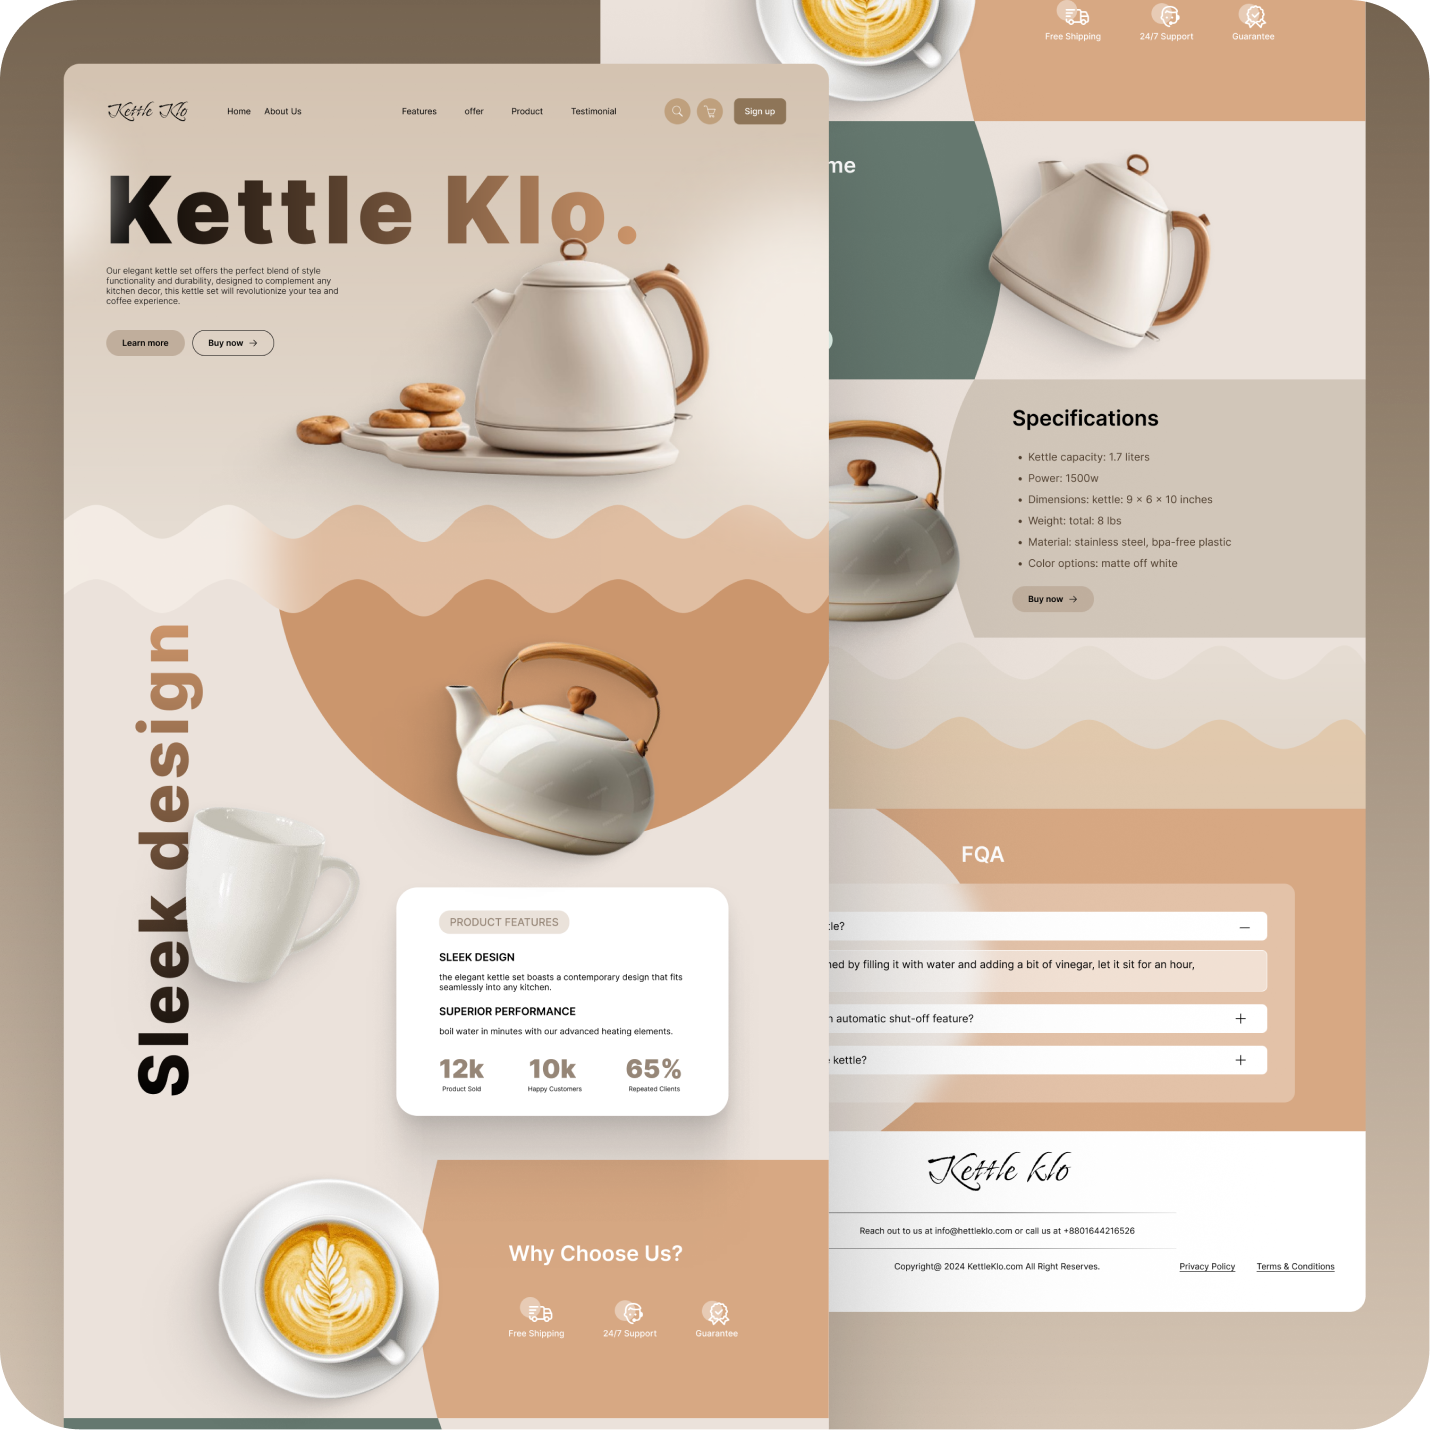 Kettle Klo
Home
About Us
Features
offer
Product
Testimonial
Sign up
Kettle Klo.
Our elegant kettle set offers the perfect blend of style
functionality and durability, designed to complement any
kitchen decor, this kettle set will revolutionize your tea and
coffee experience.
Learn more
Buy now
Sleek design
PRODUCT FEATURES
SLEEK DESIGN
the elegant kettle set boasts a contemporary design that fits
seamlessly into any kitchen.
SUPERIOR PERFORMANCE
boil water in minutes with our advanced heating elements.
12k
Product Sold
10k
Happy Customers
65%
Repeated Clients
Why Choose Us?
Free Shipping
24/7 Support
Guarantee
Free Shipping
24/7 Support
Guarantee
me
Specifications
• Kettle capacity: 1.7 liters
• Power: 1500w
• Dimensions: kettle: 9 × 6 × 10 inches
• Weight: total: 8 lbs
• Material: stainless steel, bpa-free plastic
• Color options: matte off white
Buy now
FQA
tle?
ned by filling it with water and adding a bit of vinegar, let it sit for an hour,
n automatic shut-off feature?
e kettle?
Kettle klo
Reach out to us at info@hettleklo.com or call us at +8801644216526
Copyright@ 2024 KettleKlo.com All Right Reserves.
Privacy Policy
Terms & Conditions